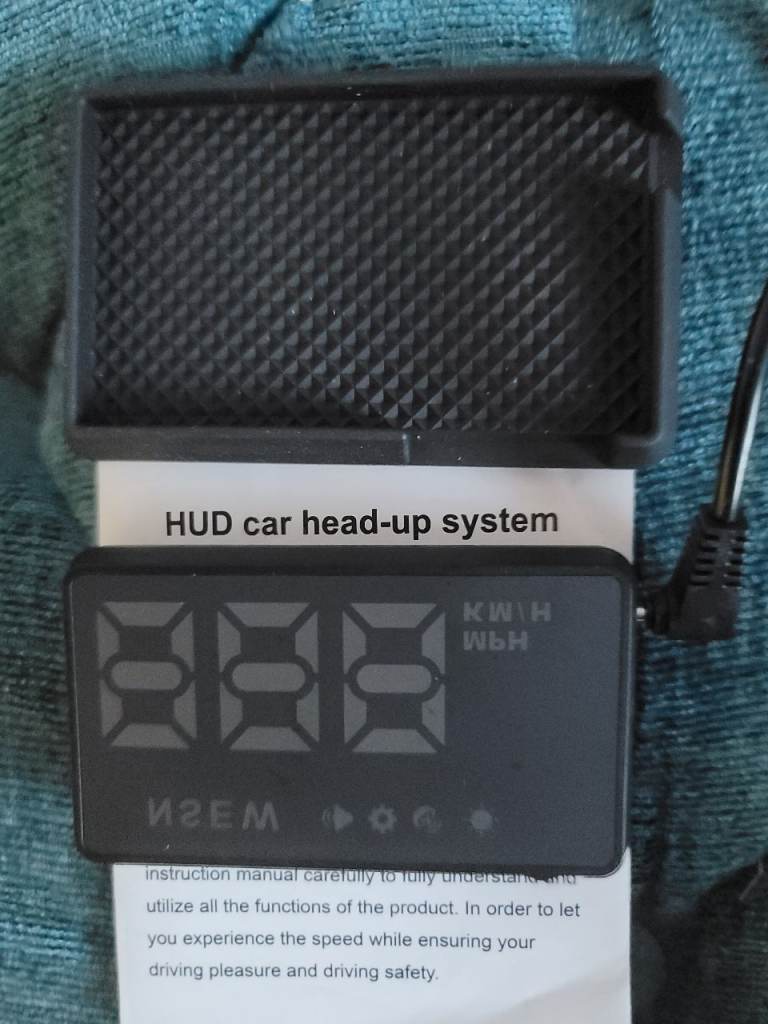 HUD car head-up system
KM/H
MPH
NSEW
instruction manual carefully to fully understand and
utilize all the functions of the product. In order to let
you experience the speed while ensuring your
driving pleasure and driving safety.